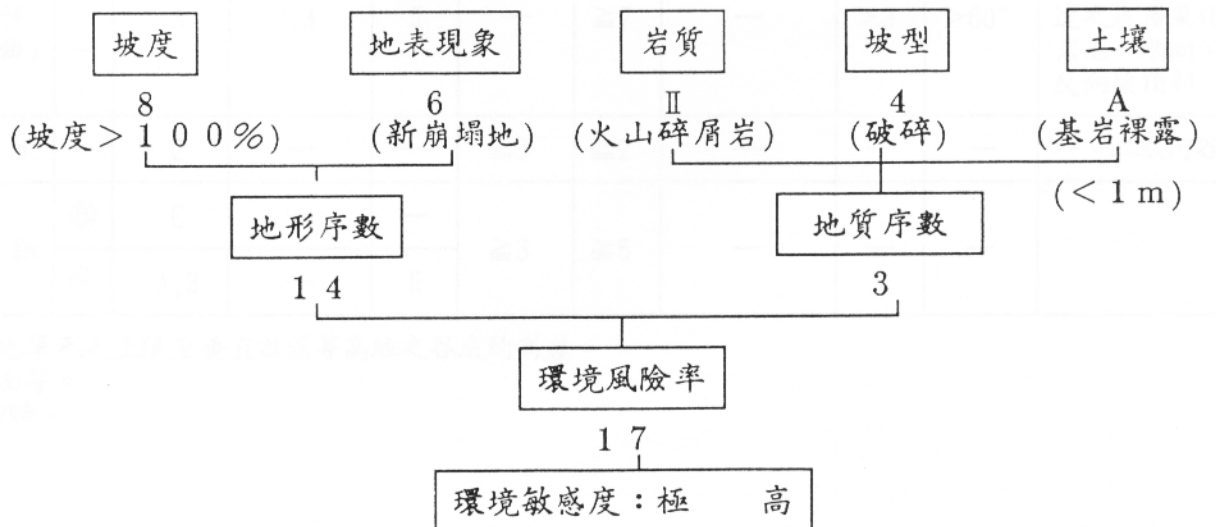 坡度 地表現象 岩質 坡型 土壤
8 6 Ⅱ 4 A
(坡度>100%) (新崩塌地) (火山碎屑岩) (破碎) (基岩裸露)
(<1m)
地形序數 地質序數
14 3
環境風險率
17
環境敏感度：極 高